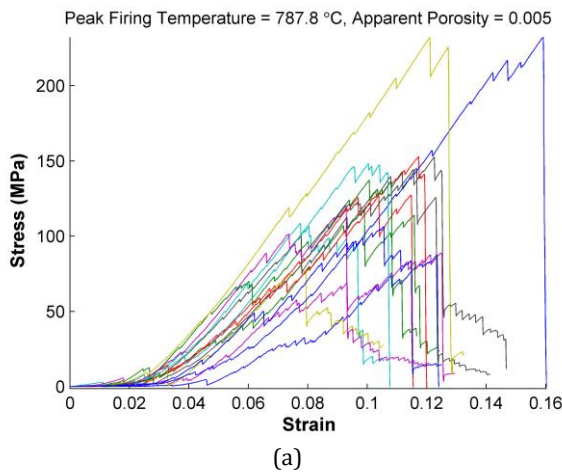 Peak Firing Temperature = 787.8 °C, Apparent Porosity = 0.005
200
150
100
50
0
Stress (MPa)
0 0.02 0.04 0.06 0.08 0.1 0.12 0.14 0.16
Strain
(a)